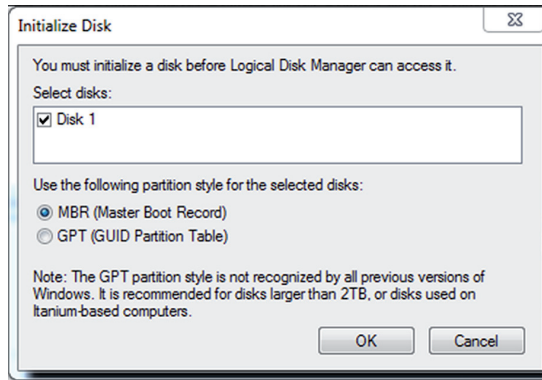 Initialize Disk
You must initialize a disk before Logical Disk Manager can access it.
Select disks:
Disk 1
Use the following partition style for the selected disks:
MBR (Master Boot Record)
GPT (GUID Partition Table)
Note: The GPT partition style is not recognized by all previous versions of
Windows. It is recommended for disks larger than 2TB, or disks used on
Itanium-based computers.
OK Cancel